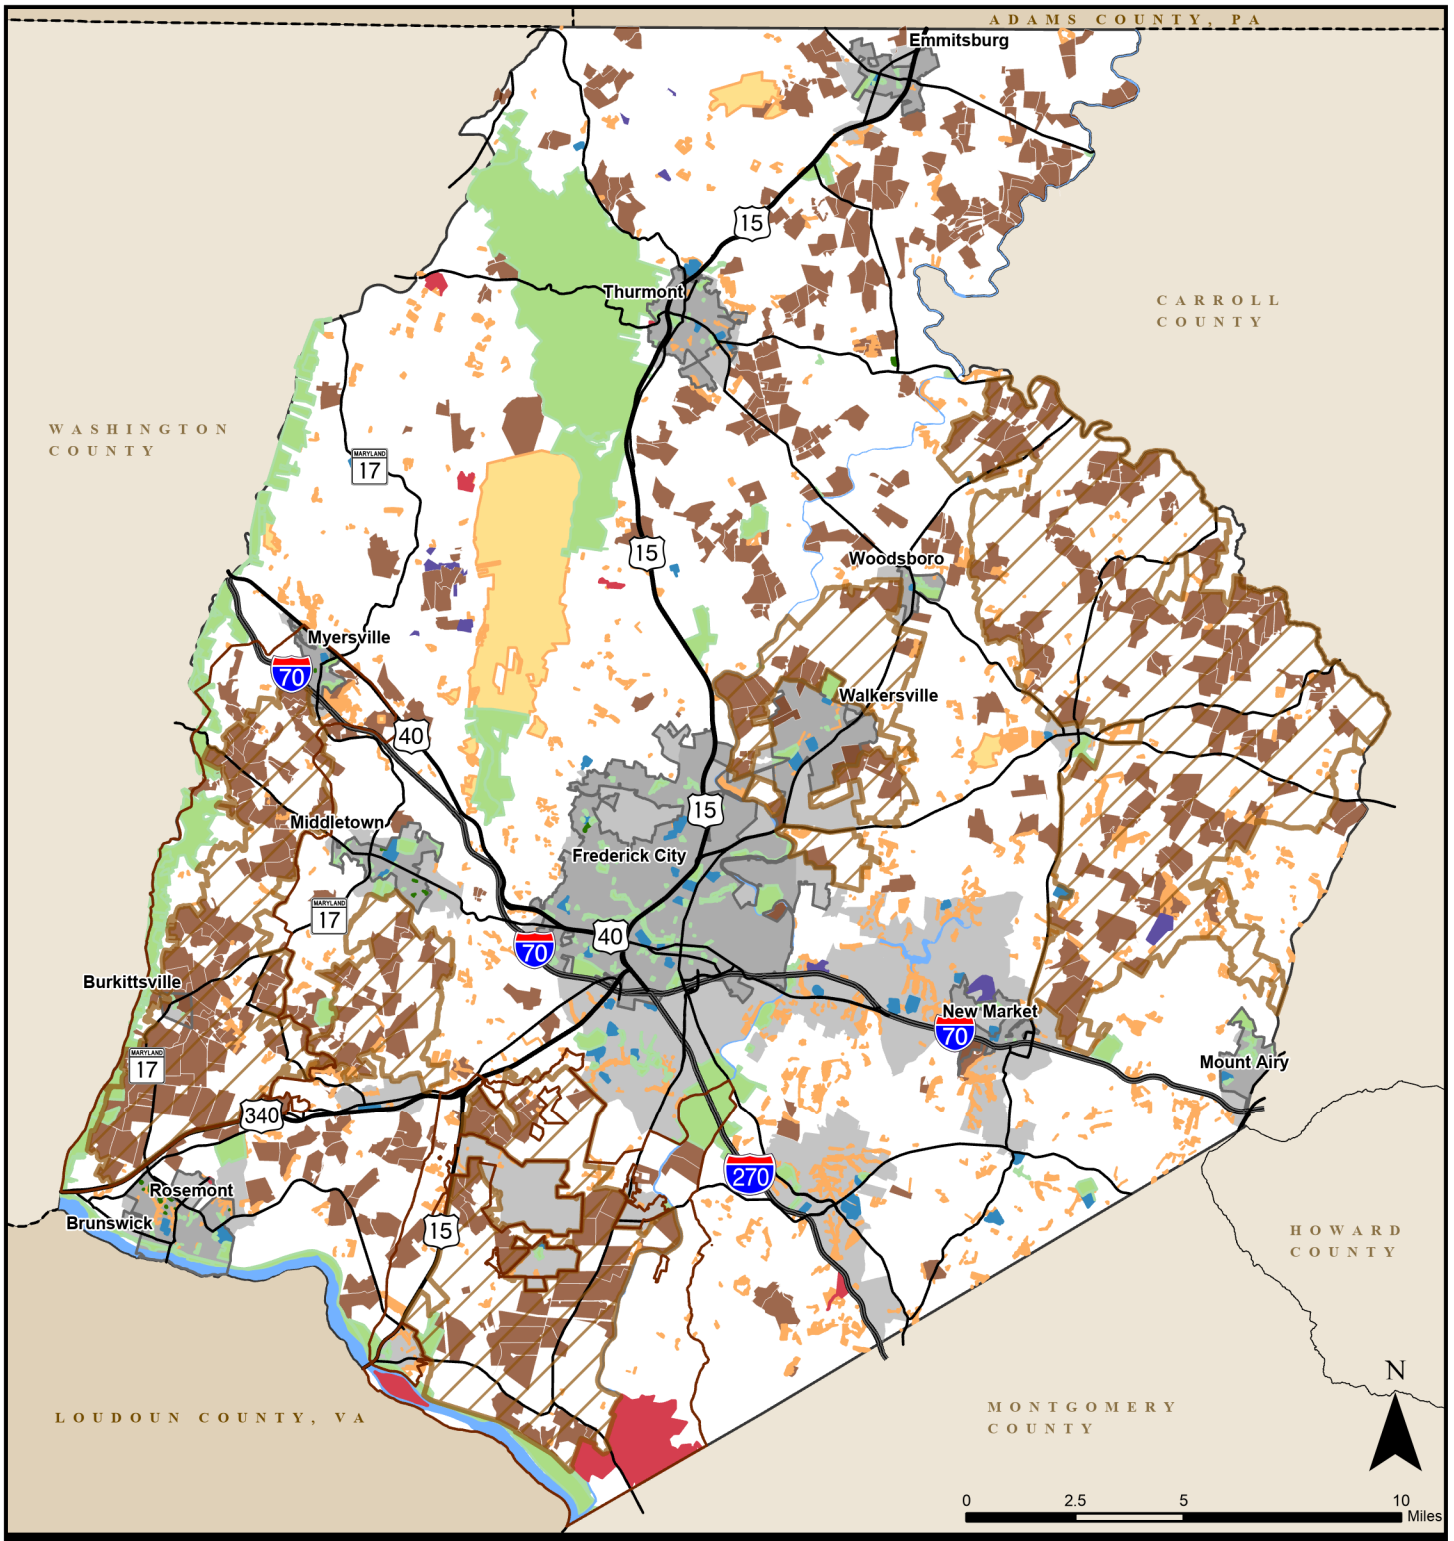 ADAMS COUNTY, PA
Emmitsburg
15
Thurmont
CARROLL
COUNTY
WASHINGTON
COUNTY
MARYLAND
17
15
Woodsboro
Myersville
70
Walkersville
40
15
Middletown
Frederick City
MARYLAND
17
40
70
Burkittsville
New Market
70
MARYLAND
17
Mount Airy
340
270
Rosemont
Brunswick
15
HOWARD
COUNTY
N
MONTGOMERY
COUNTY
LOUDOUN COUNTY, VA
0 2.5 5 10
Miles